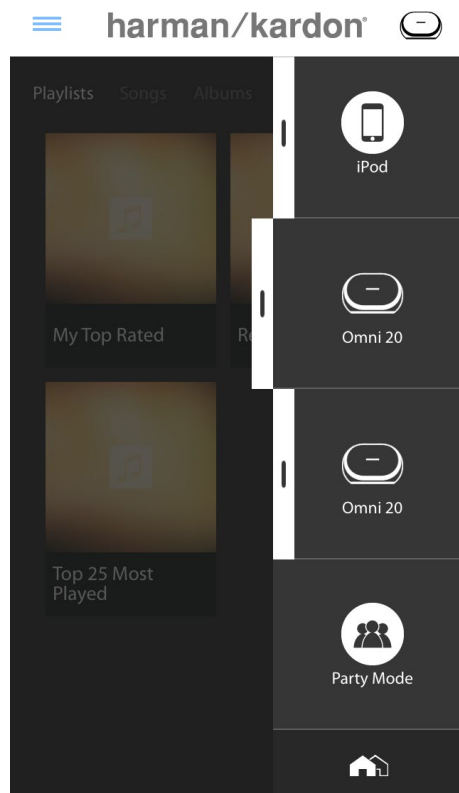 harman/kardon
Playlists Songs Albums
iPod
My Top Rated
Omni 20
Omni 20
Top 25 Most
Played
Party Mode